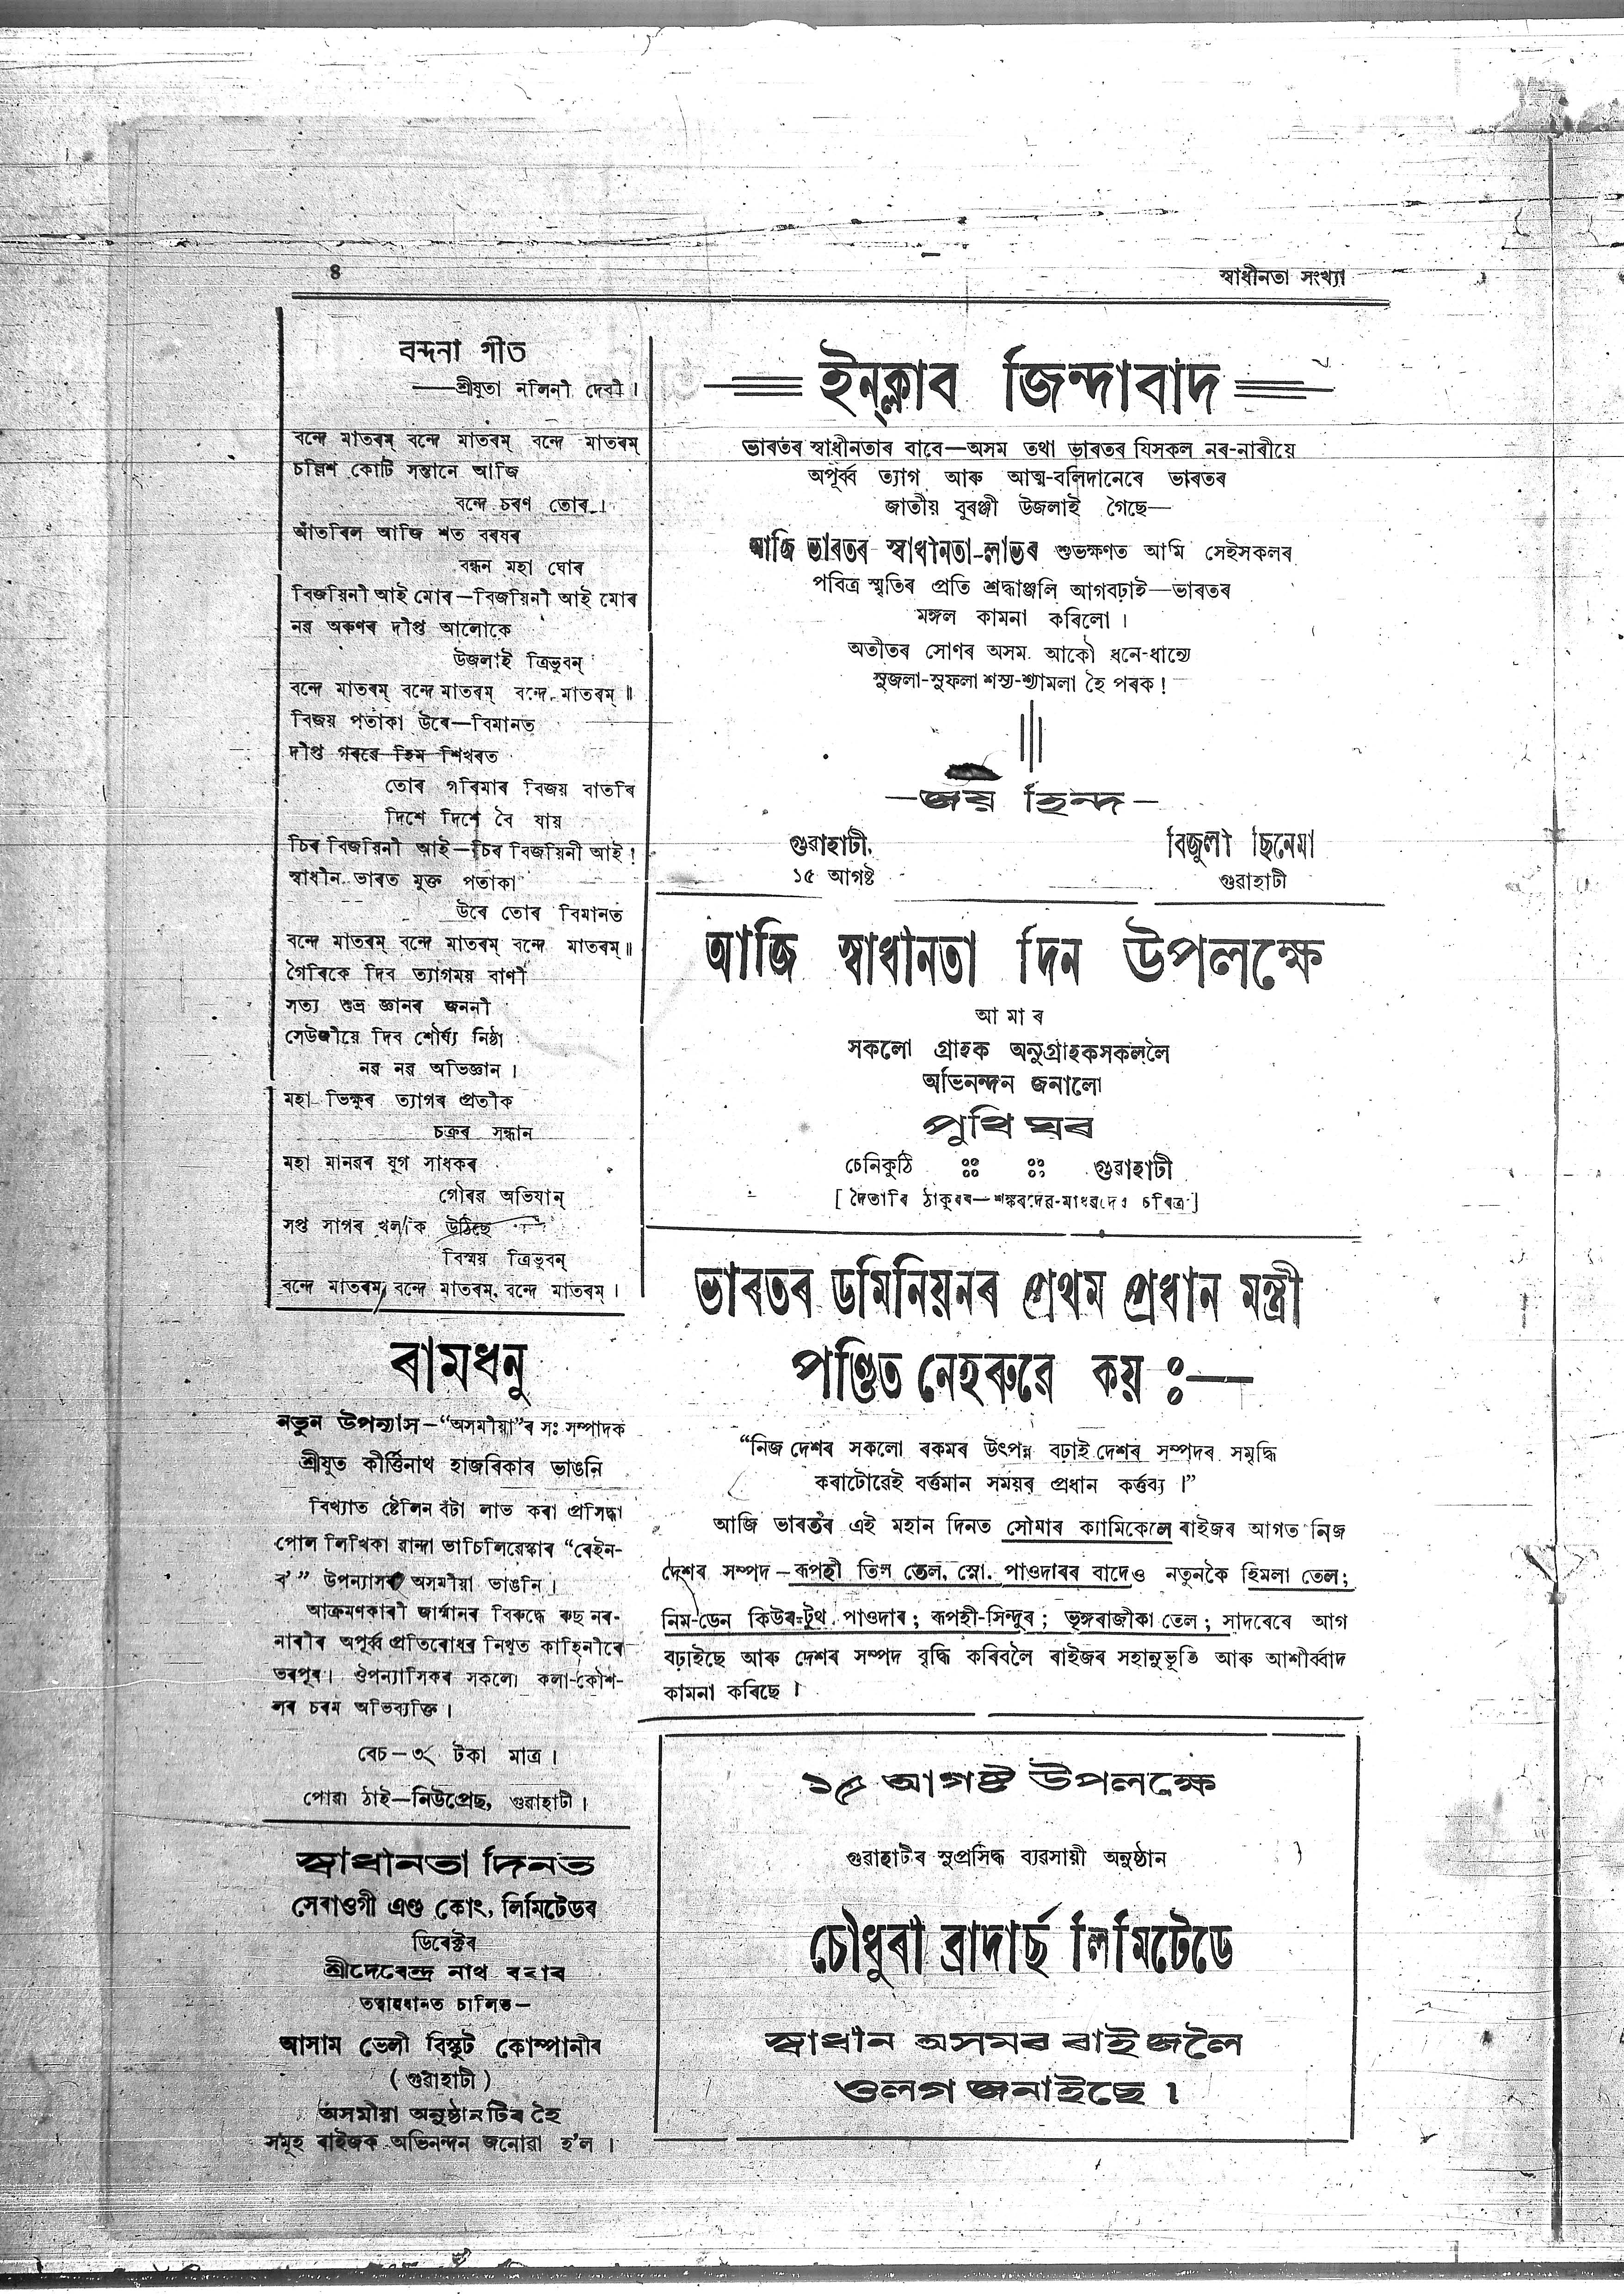 ৪
স্বাধীনতা সংখ্যা
বন্দনা গীত
—শ্ৰীযুতা নলিনী দেবী।
বন্দে মাতৰম্ বন্দে মাতৰম্ বন্দে মাতৰম্
চল্লিশ কোটি সন্তানে আজি
বন্দে চৰণ তোৰ।
আঁতৰিল আজি শত বৰষৰ
বন্ধন মহা ঘোৰ
বিজয়িনী আই মোৰ—বিজয়িনী আই মোৰ
নৱ অৰুণৰ দীপ্ত আলোকে
উজলাই ত্ৰিভুবন্
বন্দে মাতৰম্ বন্দে মাতৰম্ বন্দে মাতৰম্॥
বিজয় পতাকা উৰে—বিমানত
দীপ্ত গৰৱে হিম শিখৰত
তোৰ গৰিমাৰ বিজয় বাতৰি
দিশে দিশে বৈ যায়
চিৰ বিজয়িনী আই—চিৰ বিজয়িনী আই!
স্বাধীন ভাৰত মুক্ত পতাকা
উৰে তোৰ বিমানত
বন্দে মাতৰম্ বন্দে মাতৰম্ বন্দে মাতৰম্॥
গৈৰিকে দিব ত্যাগময় বাণী
সত্য শুভ্ৰ জ্ঞানৰ জননী
সেউজীয়ে দিব শৌৰ্য্য নিষ্ঠা
নৱ নৱ অভিজ্ঞান।
মহা ভিক্ষুৰ ত্যাগৰ প্ৰতীক
চক্ৰৰ সন্ধান
মহা মানৱৰ যুগ সাধকৰ
গৌৰৱ অভিযান্
সপ্ত সাগৰ উঠিছে
বিস্ময় ত্ৰিভুবন্
বন্দে মাতৰম্ বন্দে মাতৰম্ বন্দে মাতৰম্।
ৰামধনু
নতুন উপন্যাস—“অসমীয়া”ৰ সঃ সম্পাদক
শ্ৰীযুত কীৰ্ত্তিনাথ হাজৰিকাৰ ভাঙনি
বিখ্যাত ষ্টেলিন বঁটা লাভ কৰা প্ৰসিদ্ধা
পোল লিখিকা ৱান্দা ভাচিলিৱেস্কাৰ “ৰেইন-
ব’” উপন্যাসৰ অসমীয়া ভাঙনি।
আক্ৰমণকাৰী জাৰ্ম্মানৰ বিৰুদ্ধে ৰুছ নৰ-
নাৰীৰ অপূৰ্ব্ব প্ৰতিৰোধৰ নিখুত কাহিনীৰে
ভৰপূৰ। ঔপন্যাসিকৰ সকলো কলা-কৌশ-
লৰ চৰম অভিব্যক্তি।
বেচ—৩৲ টকা মাত্ৰ।
পোৱা ঠাই—নিউপ্ৰেছ, গুৱাহাটী।
স্বাধীনতা দিনত
সেৰাওগী এণ্ড কোং, লিমিটেডৰ
ডিৰেক্টৰ
শ্ৰীদেবেন্দ্ৰ নাথ
তত্বাৱধানত চালিত—
আসাম ভেলী বিস্কুট কোম্পানীৰ
(গুৱাহাটী)
অসমীয়া অনুষ্ঠানটিৰ হৈ
সমূহ ৰাইজক অভিনন্দন জনোৱা হ’ল।
ইন্‌ক্লাব জিন্দাবাদ
ভাৰতৰ স্বাধীনতাৰ বাবে—অসম তথা ভাৰতৰ যিসকল নৰ-নাৰীয়ে
অপূৰ্ব্ব ত্যাগ আৰু আত্ম-বলিদানেৰে ভাৰতৰ
জাতীয় বুৰঞ্জী উজলাই গৈছে—
আজি ভাৰতৰ স্বাধীনতা-লাভৰ শুভক্ষণত আমি সেইসকলৰ
পবিত্ৰ স্মৃতিৰ প্ৰতি শ্ৰদ্ধাঞ্জলি আগবঢ়াই—ভাৰতৰ
মঙ্গল কামনা কৰিলো।
অতীতৰ সোণৰ অসম আকৌ ধনে-ধান্যে
সুজলা-সুফলা শস্য-শ্যামলা হৈ পৰক!
—জয় হিন্দ—
গুৱাহাটী,
১৫ আগষ্ট
বিজুলী ছিনেমা
গুৱাহাটী
আজি স্বাধীনতা দিন উপলক্ষে
আমাৰ
সকলো গ্ৰাহক অনুগ্ৰাহকসকললৈ
অভিনন্দন জনালো
পুথি ঘৰ
চেনিকুঠি ঃঃ ঃঃ গুৱাহাটী
[ দৈত্যাৰি ঠাকুৰৰ—শঙ্কৰদেৱ-মাধৱদেৱ চৰিত্ৰ ]
ভাৰতৰ ডমিনিয়নৰ প্ৰথম প্ৰধান মন্ত্ৰী
পণ্ডিত নেহৰুৱে কয় ঃ—
“নিজ দেশৰ সকলো ৰকমৰ উৎপন্ন বঢ়াই দেশৰ সম্পদৰ সমৃদ্ধি
কৰাটোৱেই বৰ্ত্তমান সময়ৰ প্ৰধান কৰ্ত্তব্য।”
আজি ভাৰতৰ এই মহান দিনত সৌমাৰ ক্যামিকেলে ৰাইজৰ আগত নিজ
দেশৰ সম্পদ—ৰূপহী তিল তেল, স্নো, পাওদাৰৰ বাদেও নতুনকৈ হিমলা তেল;
নিম-ডেন কিউৰ-টুথ পাওদাৰ; ৰূপহী-সিন্দুৰ; ভৃঙ্গৰাজীকা তেল; সাদৰেৰে আগ
বঢ়াইছে আৰু দেশৰ সম্পদ বৃদ্ধি কৰিবলৈ ৰাইজৰ সহানুভূতি আৰু আশীৰ্ব্বাদ
কামনা কৰিছে।
১৫ আগষ্ট উপলক্ষে
গুৱাহাটীৰ সুপ্ৰসিদ্ধ ব্যৱসায়ী অনুষ্ঠান
চৌধুৰী ব্ৰাদাৰ্ছ লিমিটেডে
স্বাধীন অসমৰ ৰাইজলৈ
ওলগ জনাইছে।